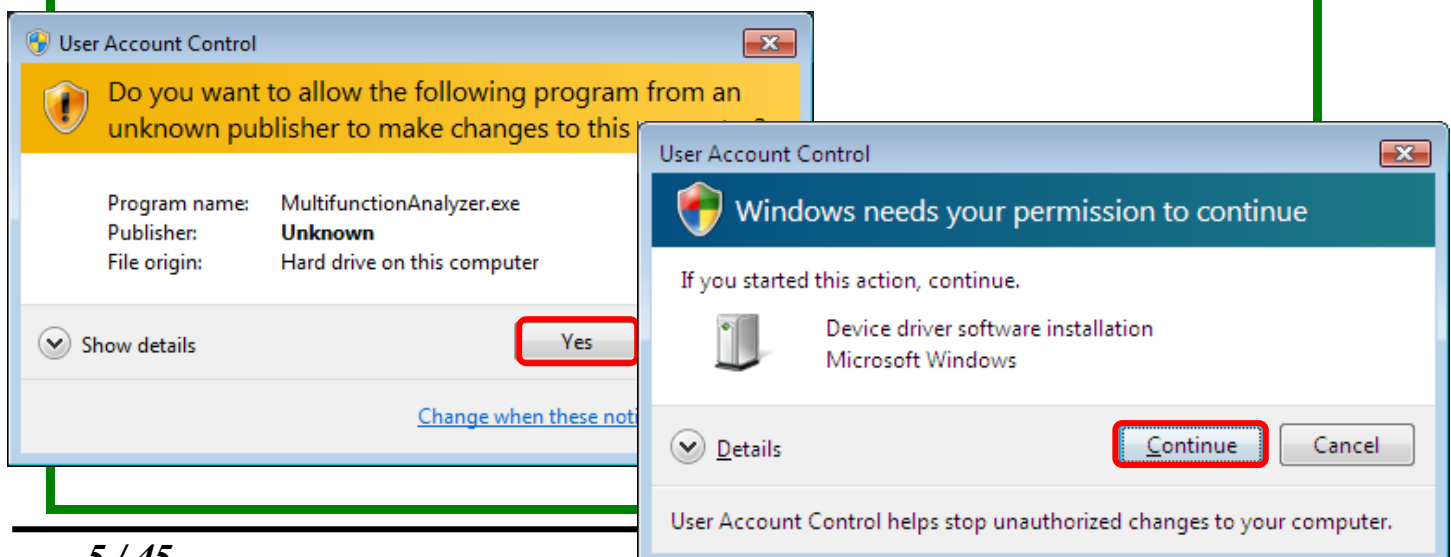 User Account Control
Do you want to allow the following program from an
unknown publisher to make changes to this
Program name: MultifunctionAnalyzer.exe
Publisher: Unknown
File origin: Hard drive on this computer
Show details
Yes
Change when these
User Account Control
Windows needs your permission to continue
If you started this action, continue.
Device driver software installation
Microsoft Windows
Details
Continue
Cancel
User Account Control helps stop unauthorized changes to your computer.
5 / 45